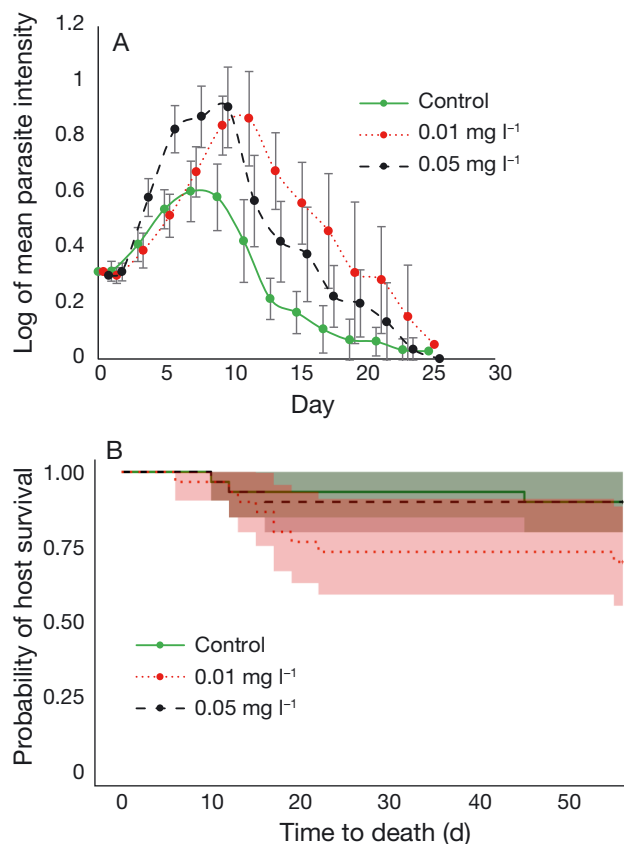 A
Log of mean parasite intensity
1.2
1
0.8
0.6
0.4
0.2
0
0 5 10 15 20 25 30
Day
Control
0.01 mg l⁻¹
0.05 mg l⁻¹
B
Probability of host survival
1.00
0.75
0.50
0.25
0
0 10 20 30 40 50
Time to death (d)
Control
0.01 mg l⁻¹
0.05 mg l⁻¹